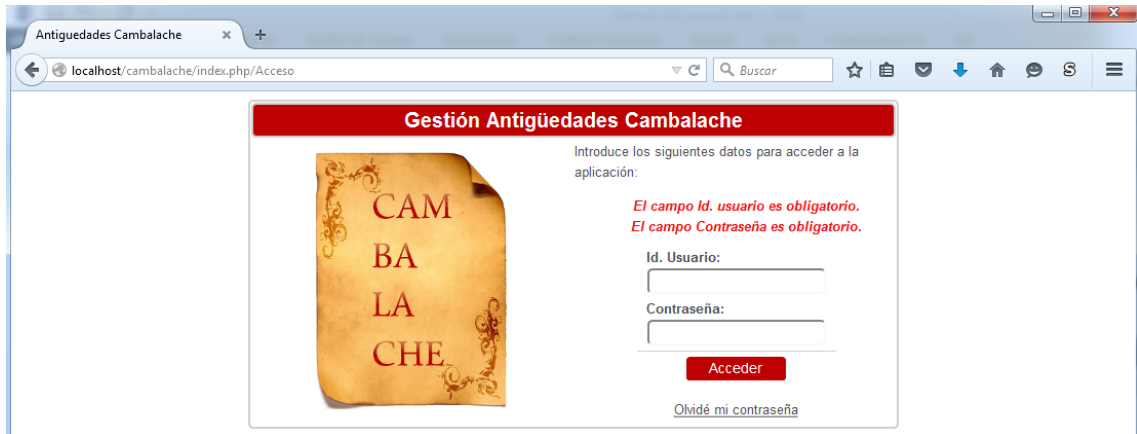 Antiguedades Cambalache
localhost/cambalache/index.php/Acceso
Buscar
S
Gestión Antigüedades Cambalache
CAM
BA
LA
CHE
Introduce los siguientes datos para acceder a la
aplicación:
El campo Id. usuario es obligatorio.
El campo Contraseña es obligatorio.
Id. Usuario:
Contraseña:
Acceder
Olvidé mi contraseña